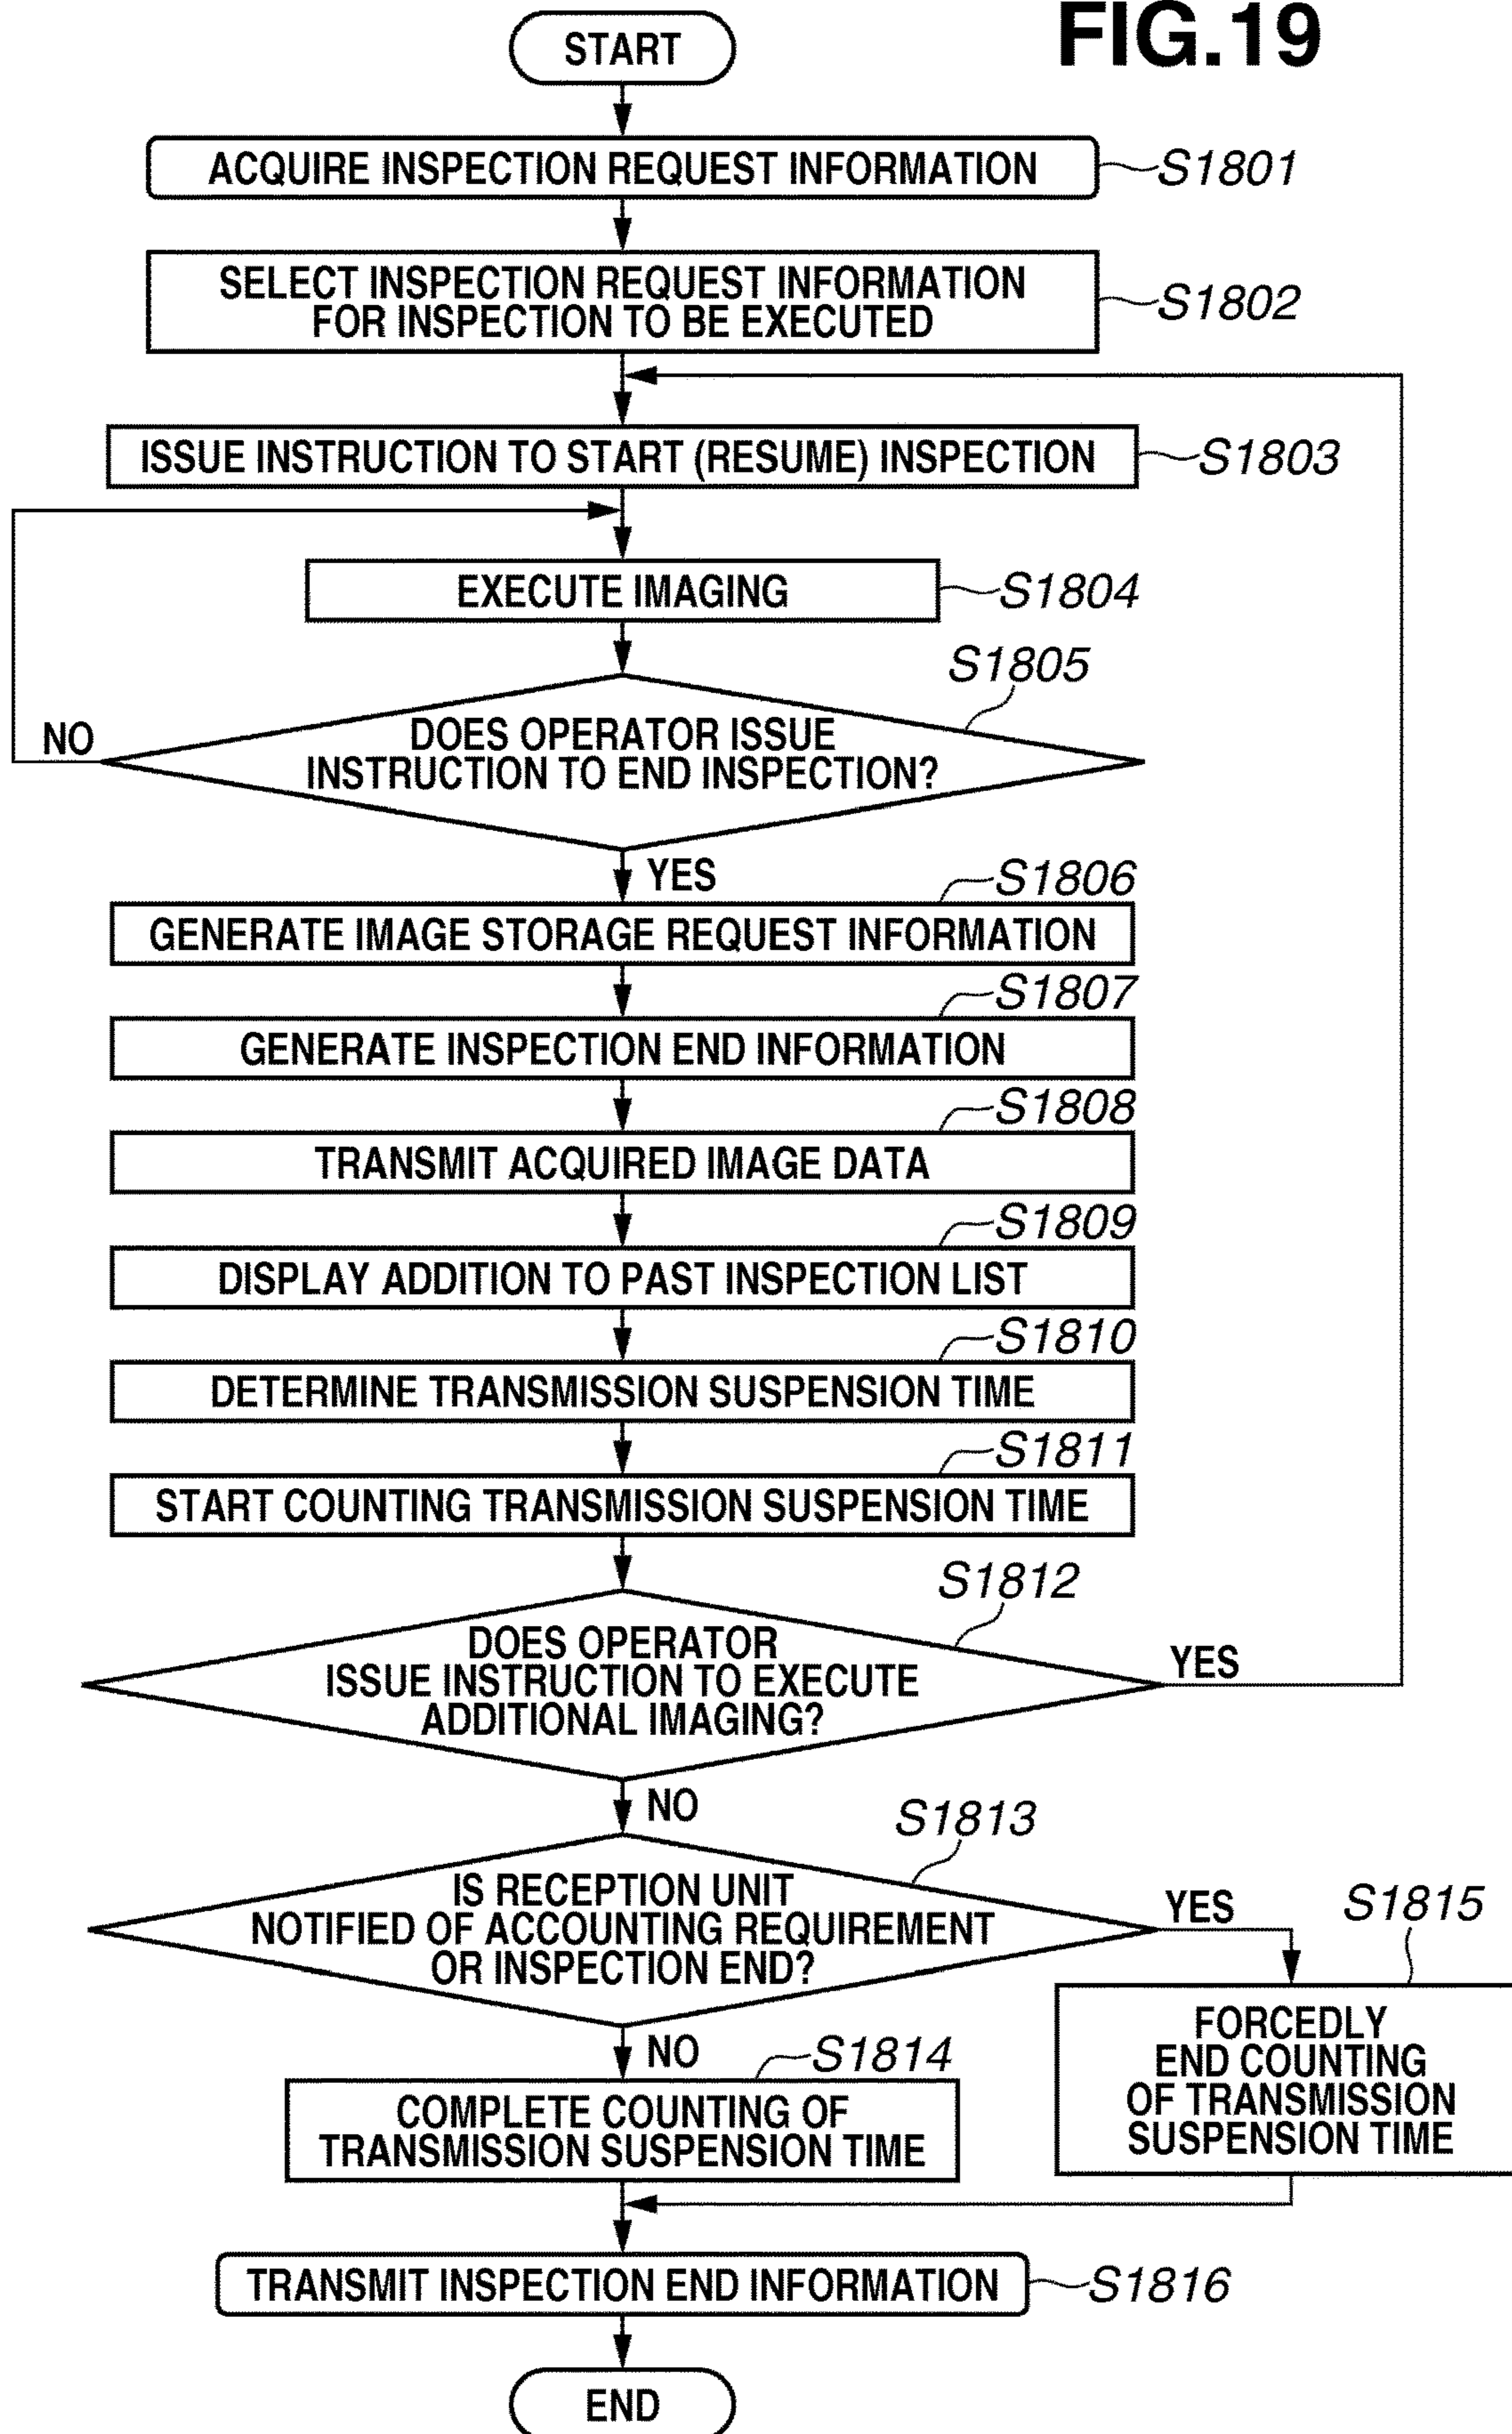 FIG.19
START
ACQUIRE INSPECTION REQUEST INFORMATION
S1801
SELECT INSPECTION REQUEST INFORMATION
FOR INSPECTION TO BE EXECUTED
S1802
ISSUE INSTRUCTION TO START (RESUME) INSPECTION
S1803
EXECUTE IMAGING
S1804
S1805
DOES OPERATOR ISSUE
INSTRUCTION TO END INSPECTION?
NO
YES
S1806
GENERATE IMAGE STORAGE REQUEST INFORMATION
S1807
GENERATE INSPECTION END INFORMATION
S1808
TRANSMIT ACQUIRED IMAGE DATA
S1809
DISPLAY ADDITION TO PAST INSPECTION LIST
S1810
DETERMINE TRANSMISSION SUSPENSION TIME
S1811
START COUNTING TRANSMISSION SUSPENSION TIME
S1812
DOES OPERATOR
ISSUE INSTRUCTION TO EXECUTE
ADDITIONAL IMAGING?
YES
NO
S1813
IS RECEPTION UNIT
NOTIFIED OF ACCOUNTING REQUIREMENT
OR INSPECTION END?
YES
S1815
FORCEDLY
END COUNTING
OF TRANSMISSION
SUSPENSION TIME
NO
S1814
COMPLETE COUNTING OF
TRANSMISSION SUSPENSION TIME
TRANSMIT INSPECTION END INFORMATION
S1816
END